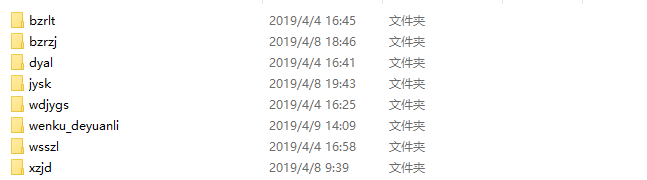 bzrlt 2019/4/4 16:45 文件夹
bzrzj 2019/4/8 18:46 文件夹
dyal 2019/4/4 16:41 文件夹
jysk 2019/4/8 19:43 文件夹
wdjygs 2019/4/4 16:25 文件夹
wenku_deyuanli 2019/4/9 14:09 文件夹
wsszl 2019/4/4 16:58 文件夹
xzjd 2019/4/8 9:39 文件夹